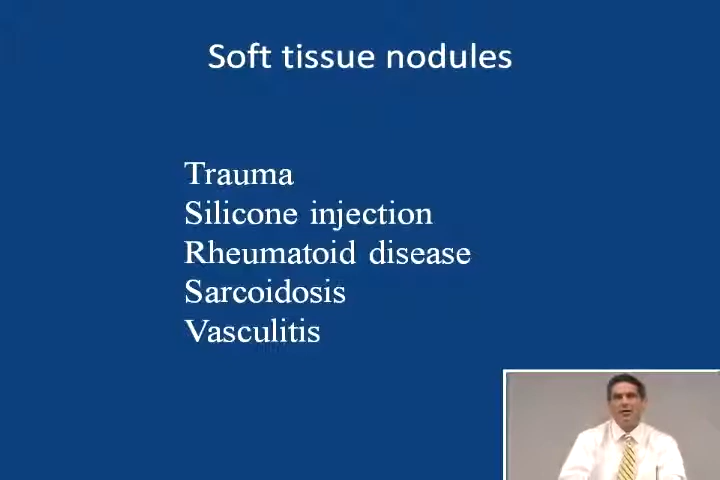 Soft tissue nodules
Trauma
Silicone injection
Rheumatoid disease
Sarcoidosis
Vasculitis